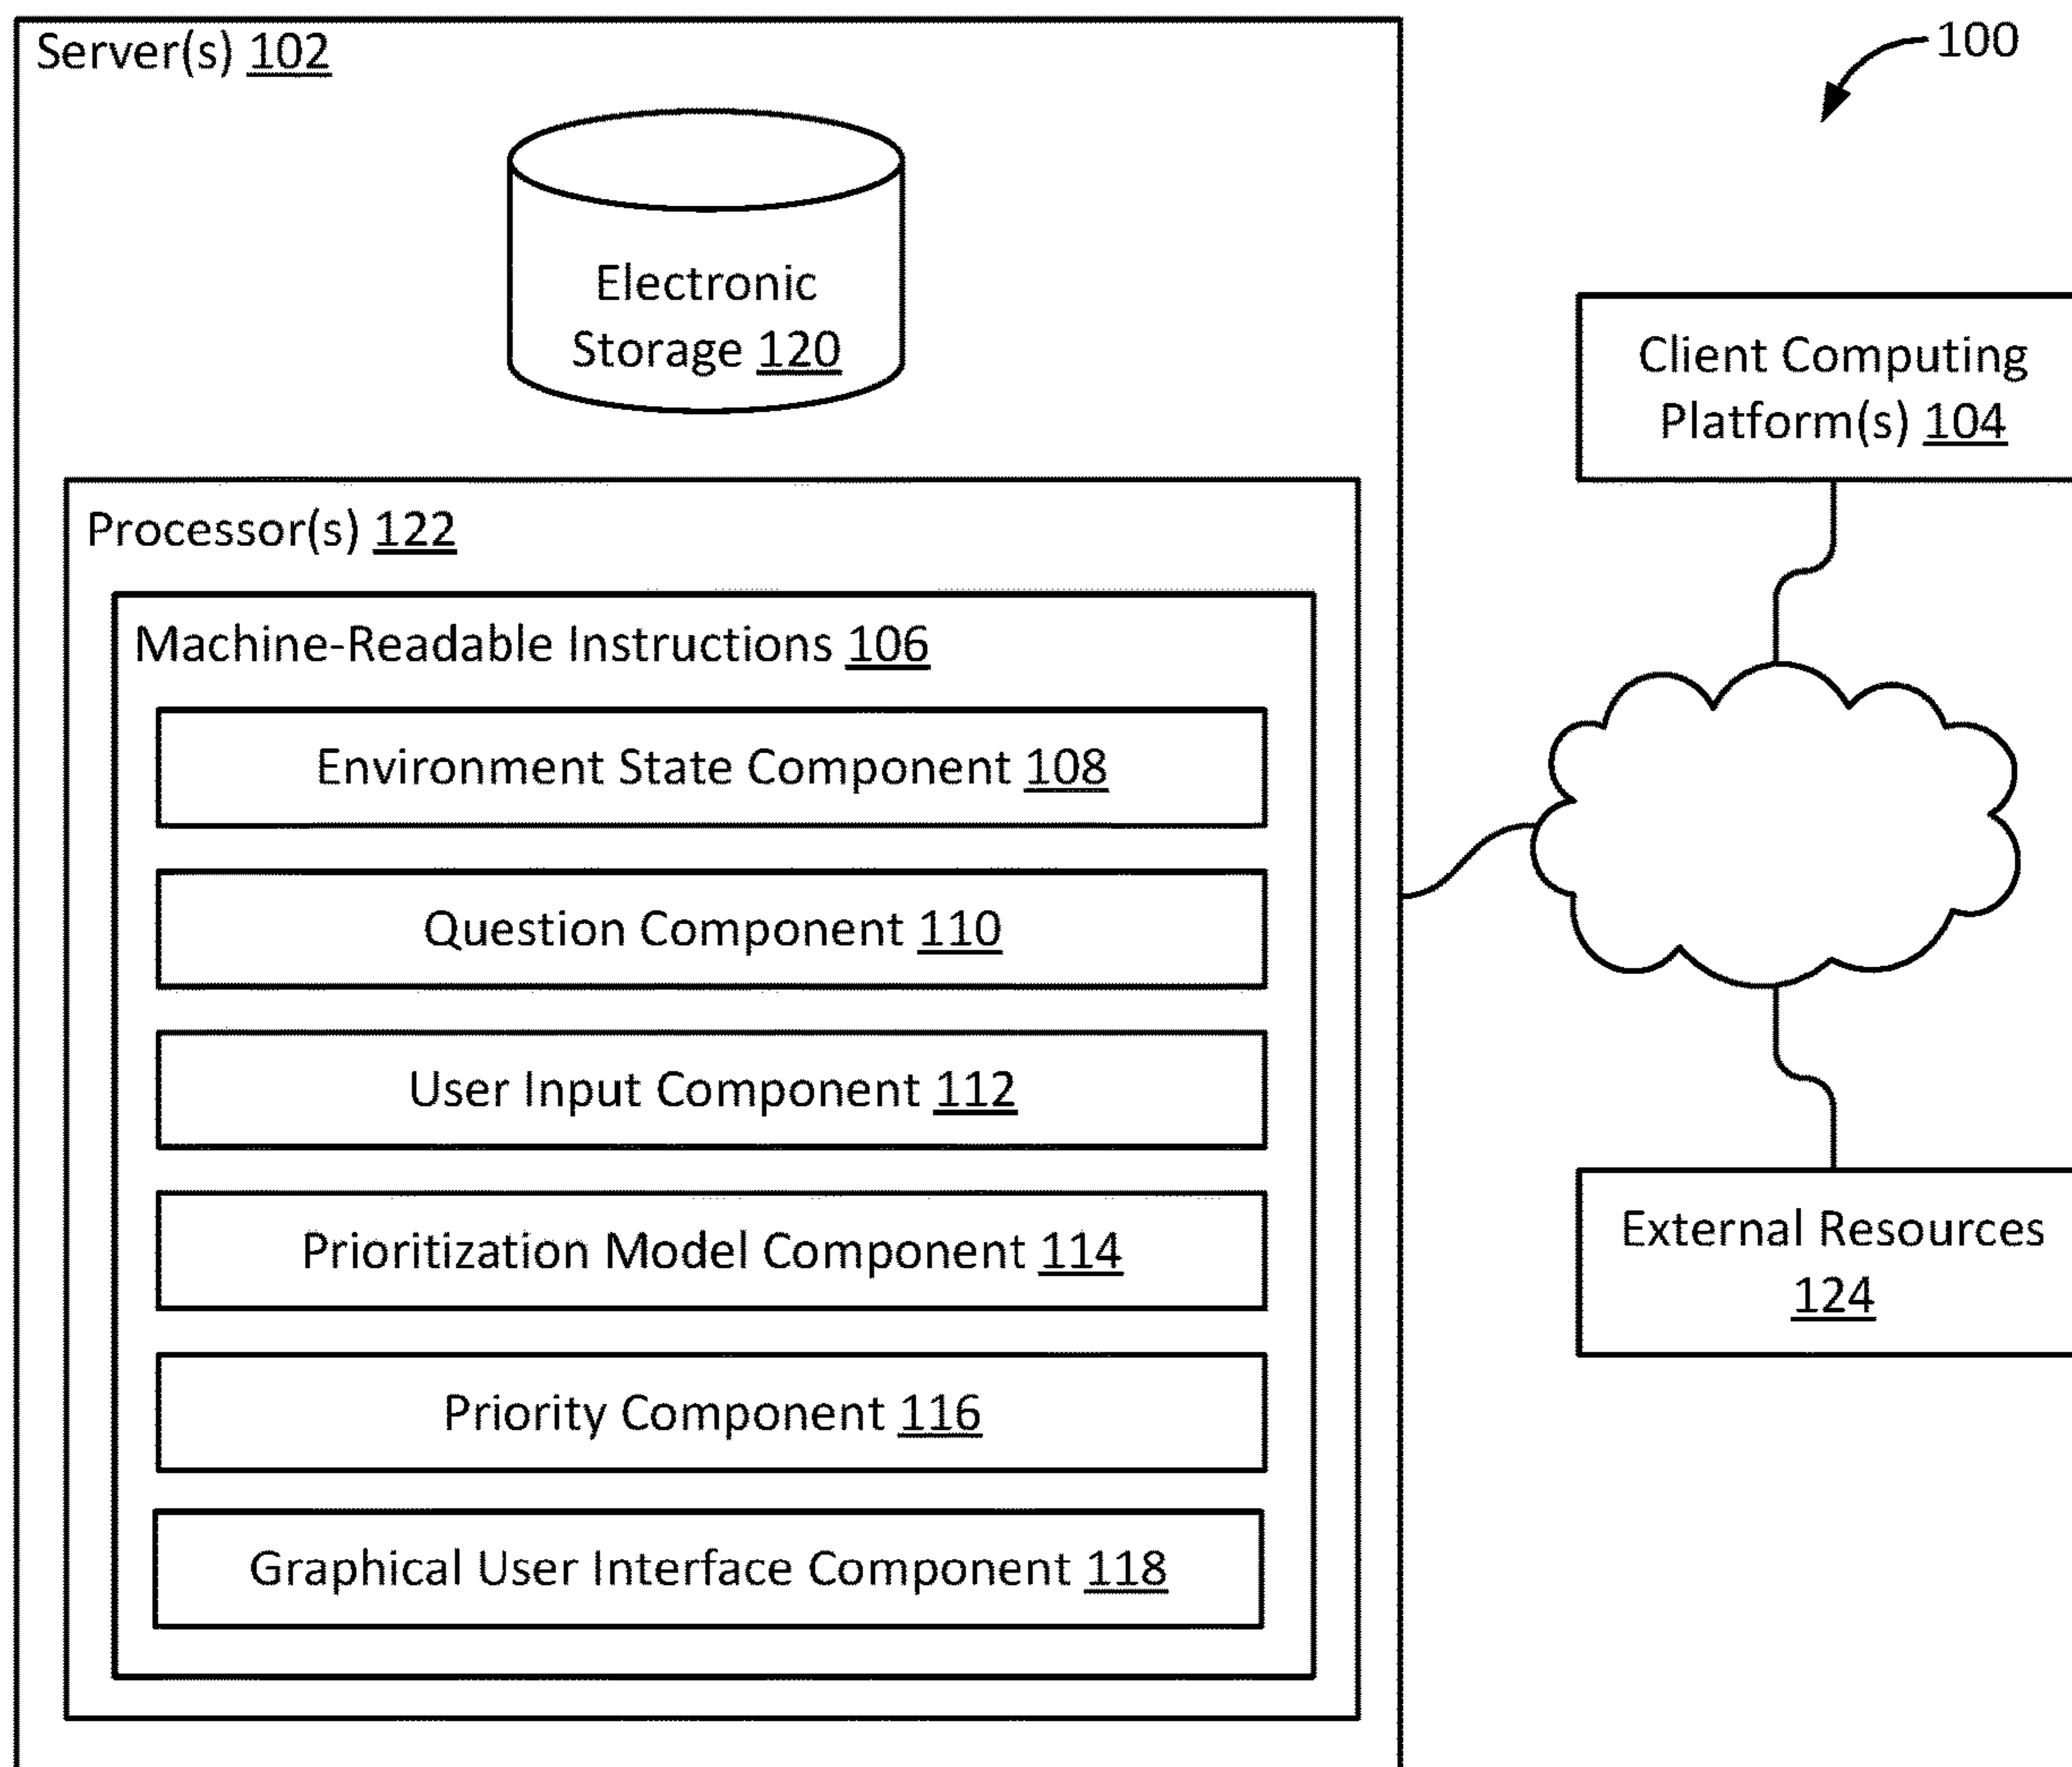 Server(s) 102
100
Electronic
Storage 120
Client Computing
Platform(s) 104
Processor(s) 122
Machine-Readable Instructions 106
Environment State Component 108
Question Component 110
User Input Component 112
Prioritization Model Component 114
External Resources
124
Priority Component 116
Graphical User Interface Component 118